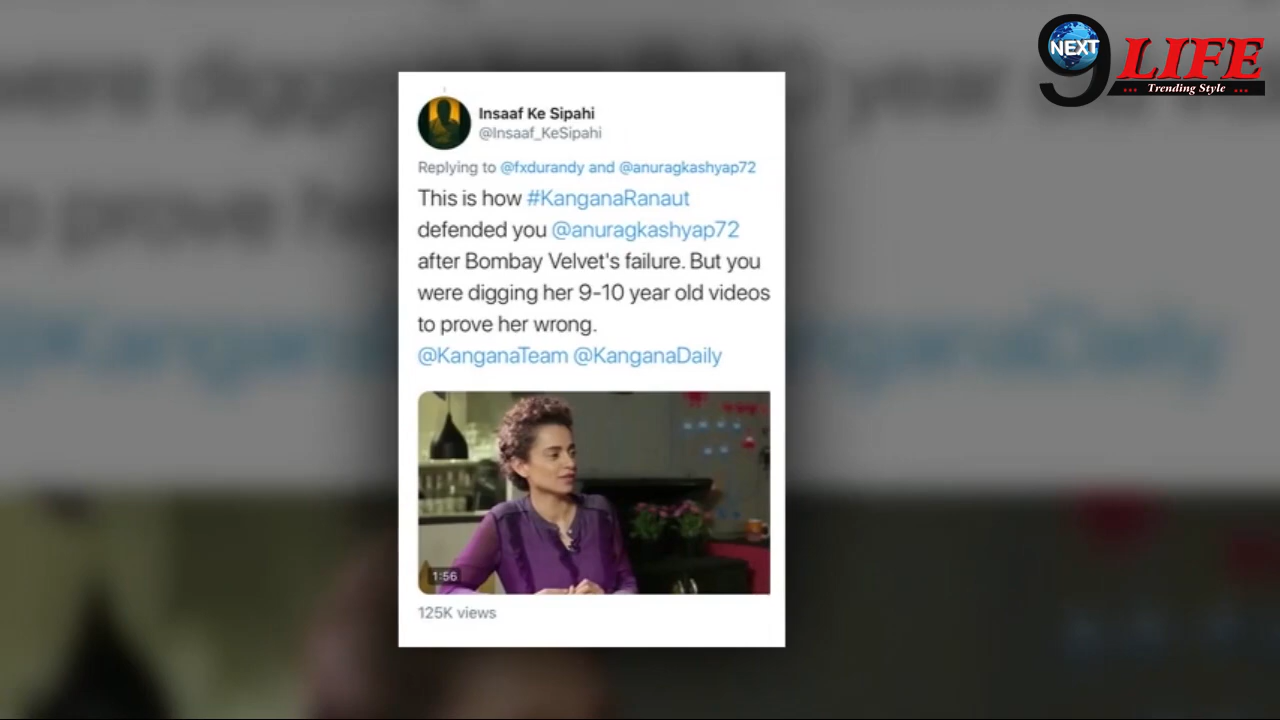 NEXT
9 LIFE
... Trending Style ...
Insaaf Ke Sipahi
@Insaaf_KeSipahi
Replying to @fxdurandy and @anuragkashyap72
This is how #KanganaRanaut
defended you @anuragkashyap72
after Bombay Velvet's failure. But you
were digging her 9-10 year old videos
to prove her wrong.
@KanganaTeam @KanganaDaily
1:56
125K views